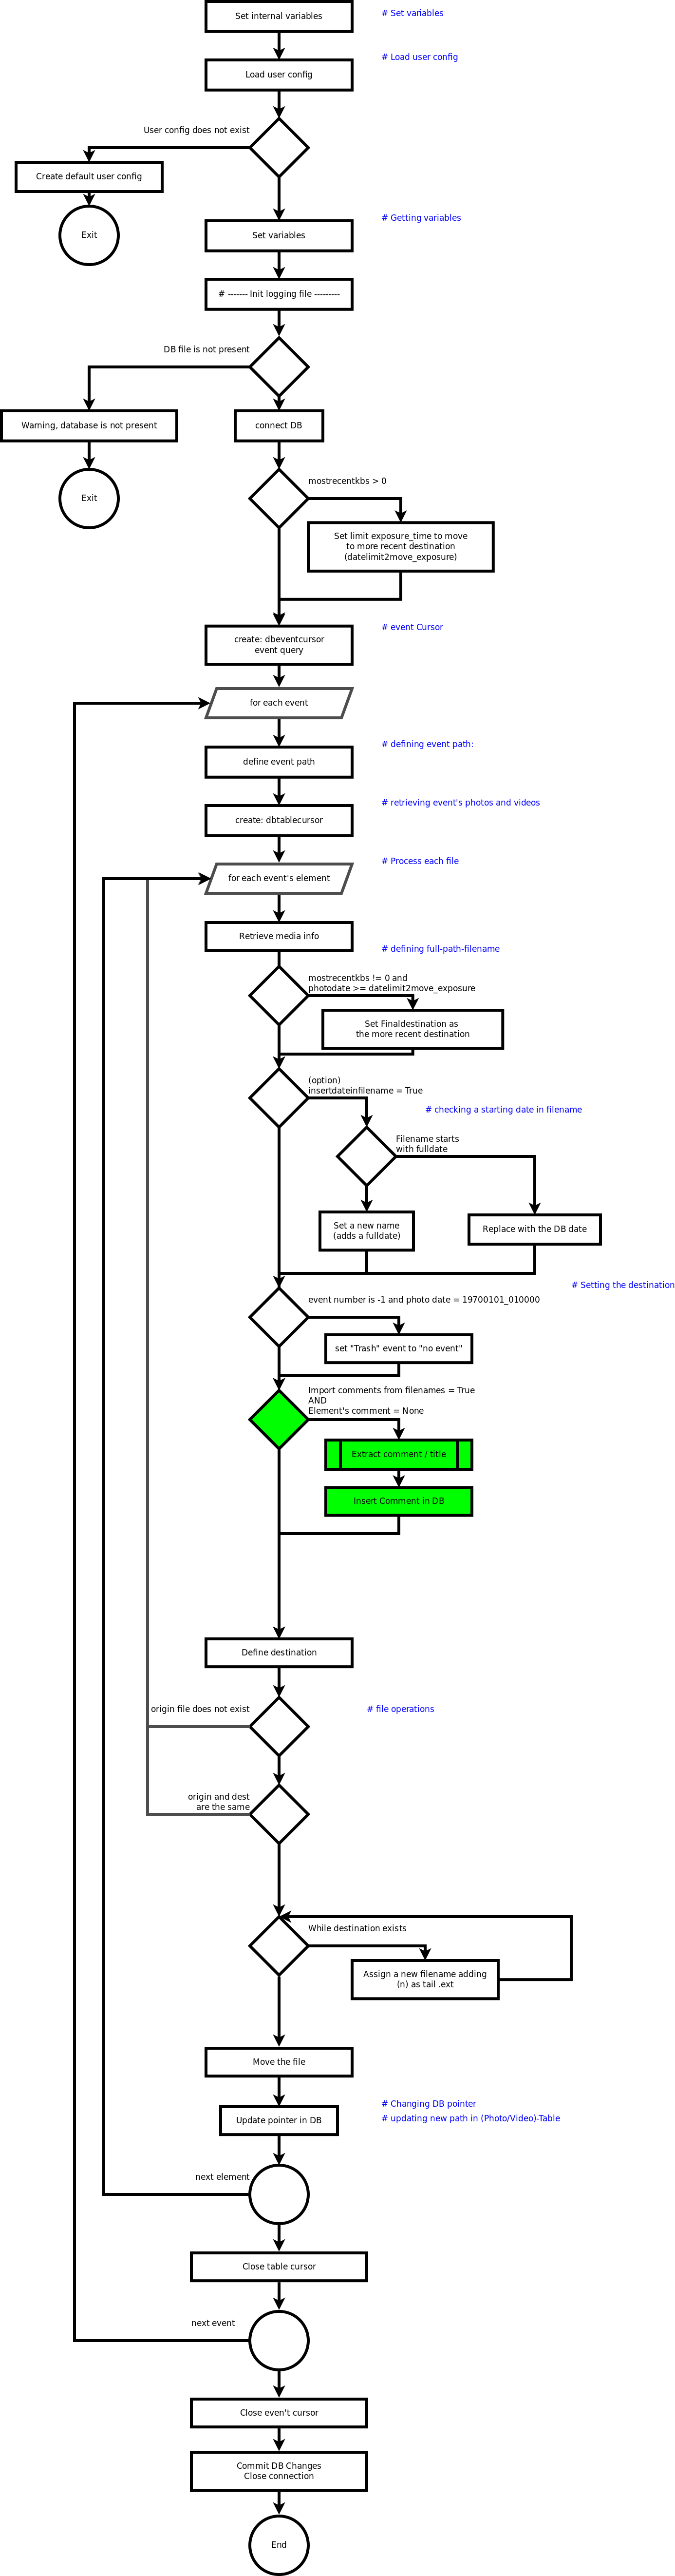 Set internal variables
# Set variables
# Load user config
Load user config
User config does not exist
Create default user config
Exit
# Getting variables
Set variables
# ------- Init logging file ---------
DB file is not present
Warning, database is not present
connect DB
Exit
mostrecentkbs > 0
Set limit exposure_time to move
to more recent destination
(datelimit2move_exposure)
# event Cursor
create: dbeventcursor
event query
for each event
# defining event path:
define event path
# retrieving event's photos and videos
create: dbtablecursor
# Process each file
for each event's element
Retrieve media info
# defining full-path-filename
mostrecentkbs != 0 and
photodate >= datelimit2move_exposure
Set Finaldestination as
the more recent destination
(option)
insertdateinfilename = True
# checking a starting date in filename
Filename starts
with fulldate
Set a new name
(adds a fulldate)
Replace with the DB date
# Setting the destination
event number is -1 and photo date = 19700101_010000
set "Trash" event to "no event"
Import comments from filenames = True
AND
Element's comment = None
Extract comment / title
Insert Comment in DB
Define destination
origin file does not exist
# file operations
origin and dest
are the same
While destination exists
Assign a new filename adding
(n) as tail .ext
Move the file
# Changing DB pointer
# updating new path in (Photo/Video)-Table
Update pointer in DB
next element
Close table cursor
next event
Close even't cursor
Commit DB Changes
Close connection
End